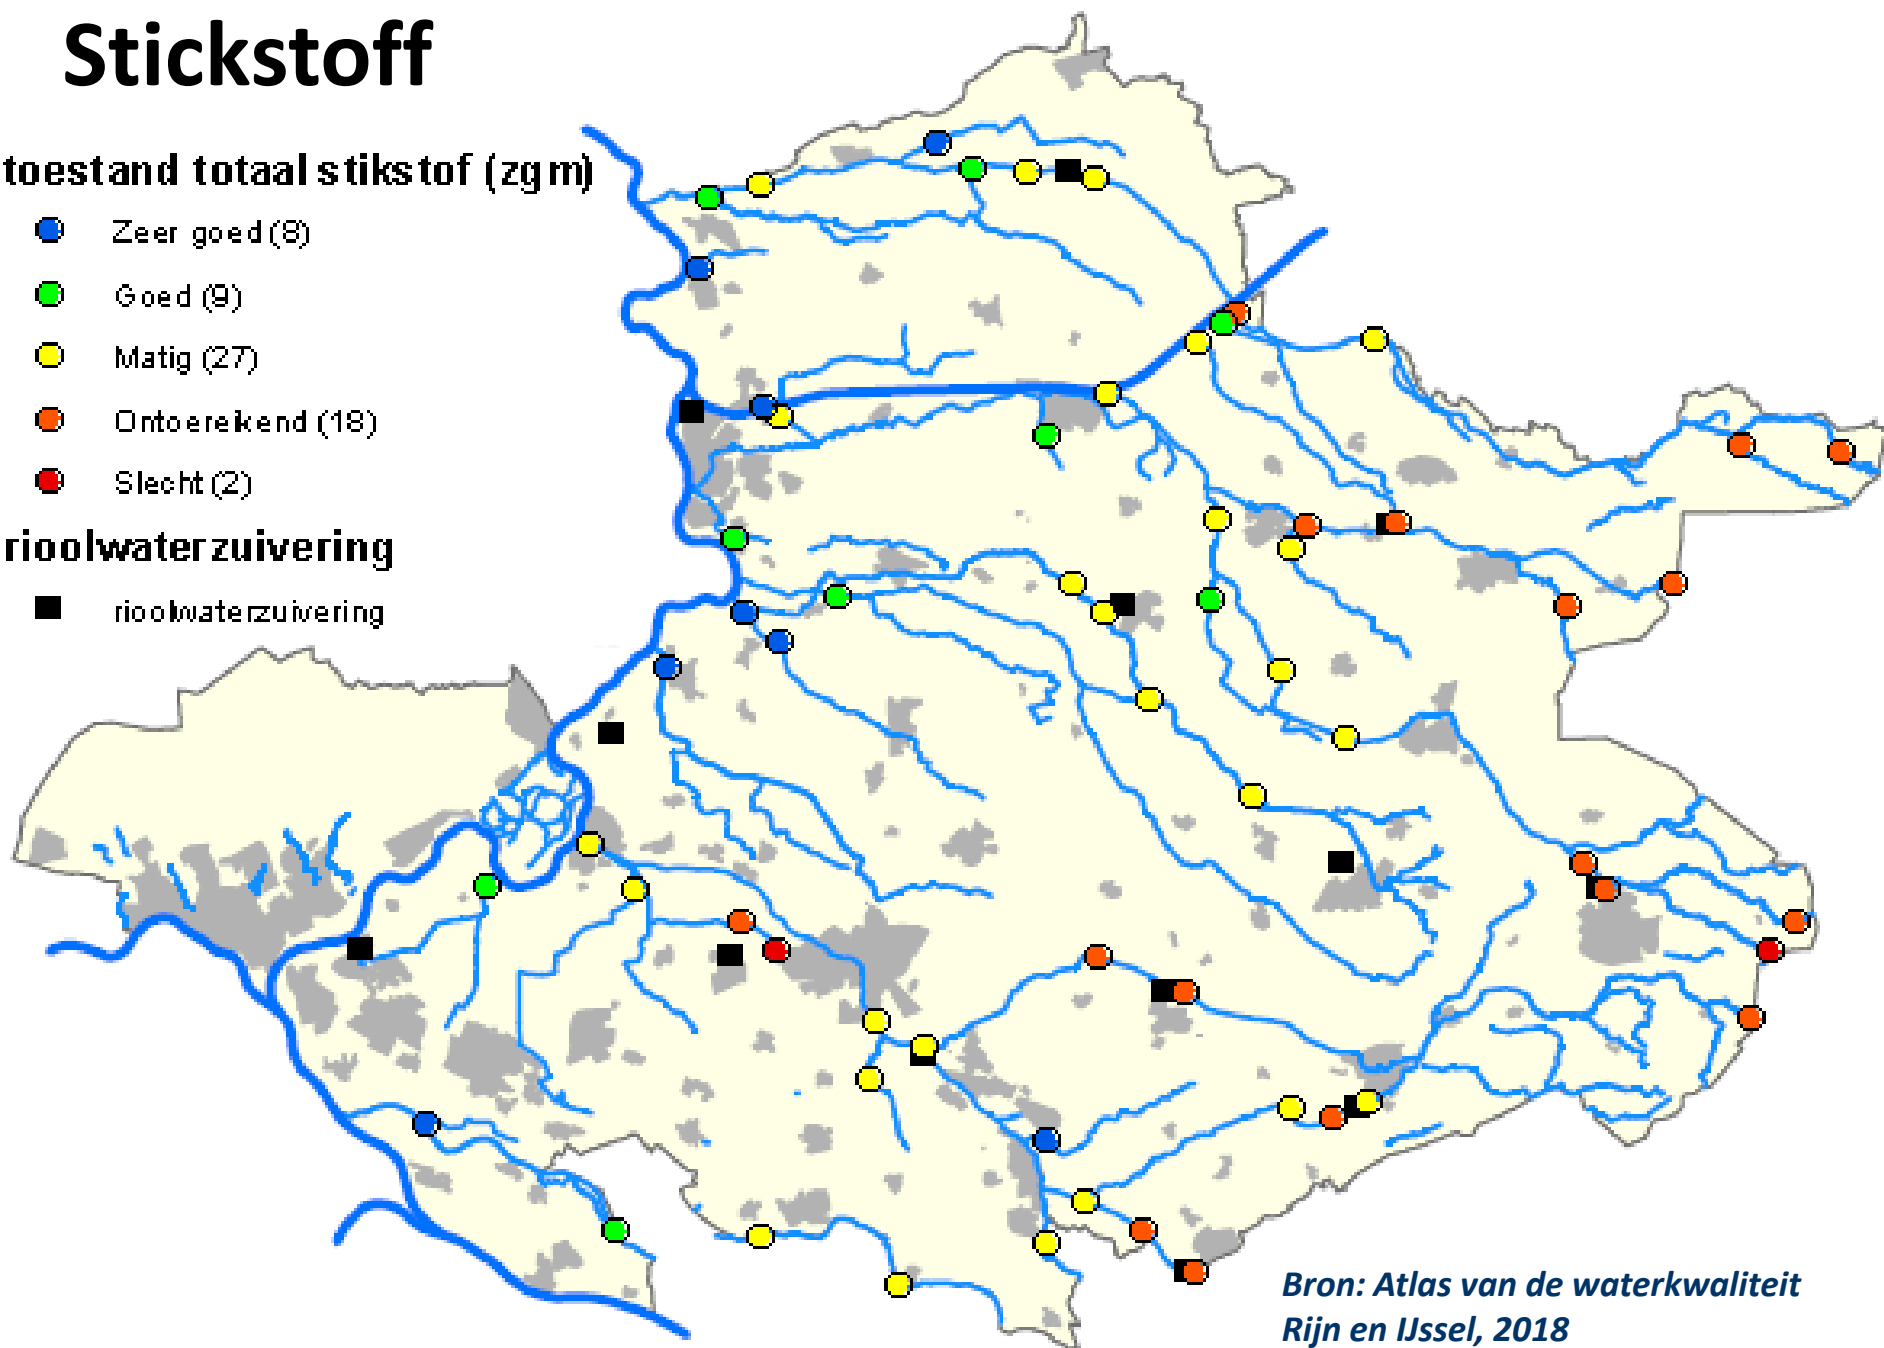 Stickstoff
toestand totaal stikstof (zgm)
Zeer goed (8)
Goed (9)
Matig (27)
Ontoereikend (18)
Slecht (2)
rioolwaterzuivering
rioolwaterzuivering
Bron: Atlas van de waterkwaliteit
Rijn en IJssel, 2018